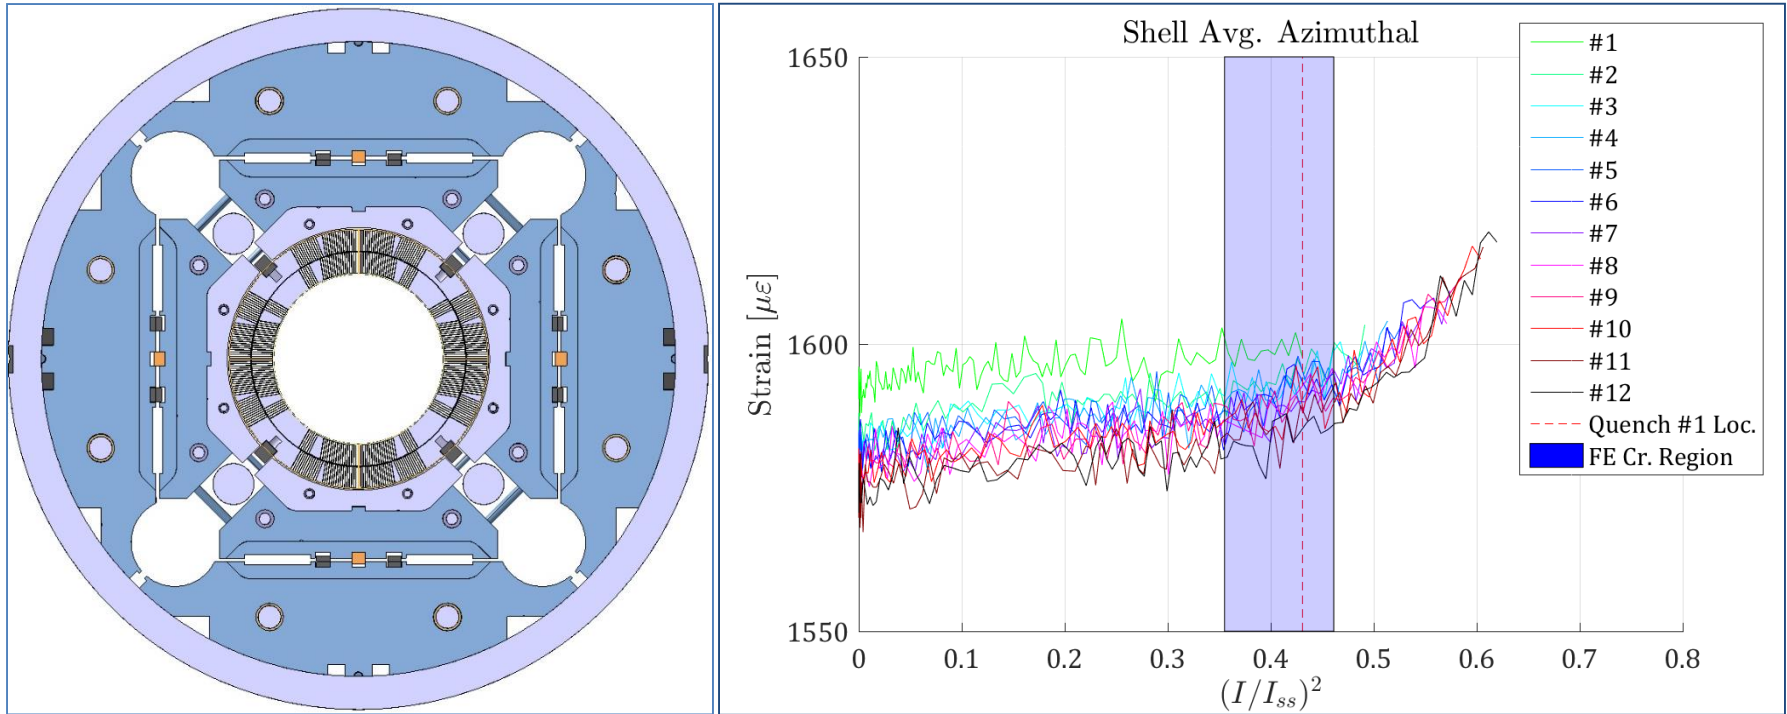 Shell Avg. Azimuthal
1650
1600
1550
Strain [με]
0 0.1 0.2 0.3 0.4 0.5 0.6 0.7 0.8
(I/I_{ss})^2
#1
#2
#3
#4
#5
#6
#7
#8
#9
#10
#11
#12
Quench #1 Loc.
FE Cr. Region